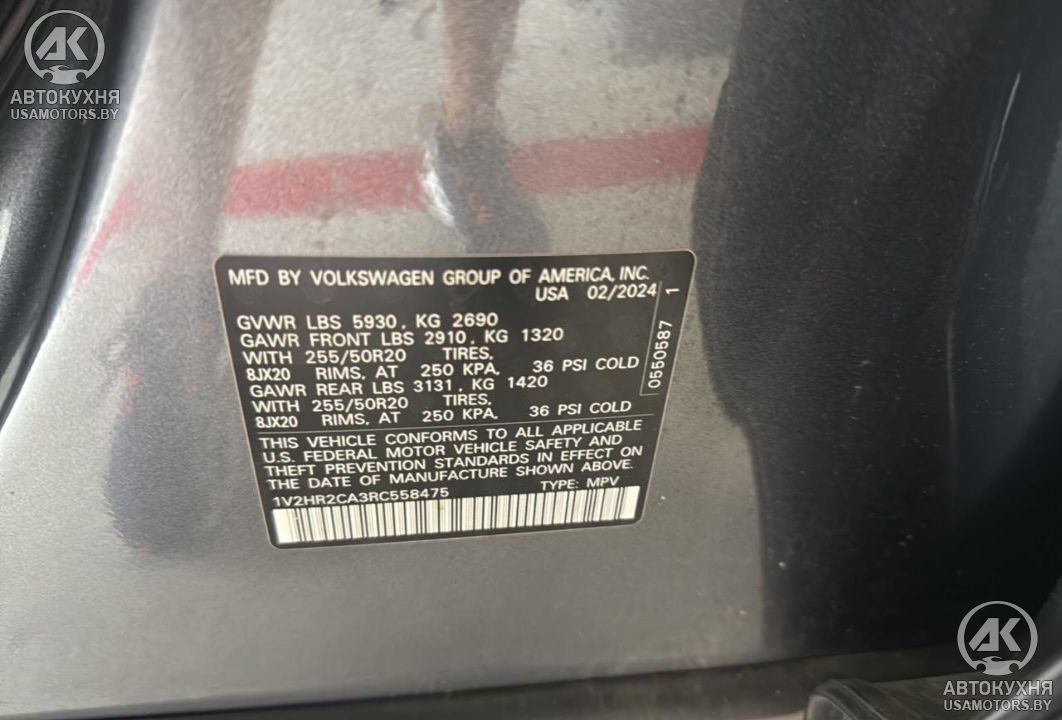 AK
АВТОКУХНЯ
USAMOTORS.BY
MFD BY VOLKSWAGEN GROUP OF AMERICA, INC.
USA 02/2024
GVWR LBS 5930, KG 2690
GAWR FRONT LBS 2910, KG 1320
WITH 255/50R20 TIRES,
8JX20 RIMS, AT 250 KPA, 36 PSI COLD
GAWR REAR LBS 3131, KG 1420
WITH 255/50R20 TIRES,
8JX20 RIMS, AT 250 KPA, 36 PSI COLD
THIS VEHICLE CONFORMS TO ALL APPLICABLE
U.S. FEDERAL MOTOR VEHICLE SAFETY AND
THEFT PREVENTION STANDARDS IN EFFECT ON
THE DATE OF MANUFACTURE SHOWN ABOVE.
1V2HR2CA3RC558475 TYPE: MPV
0550587 1
AK
АВТОКУХНЯ
USAMOTORS.BY